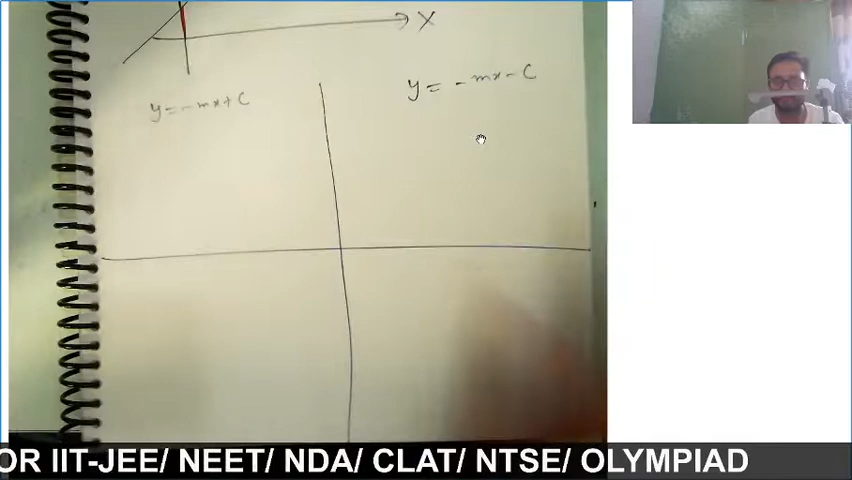 X
y = -mx - C
y = -mx + C
OR IIT-JEE/ NEET/ NDA/ CLAT/ NTSE/ OLYMPIAD